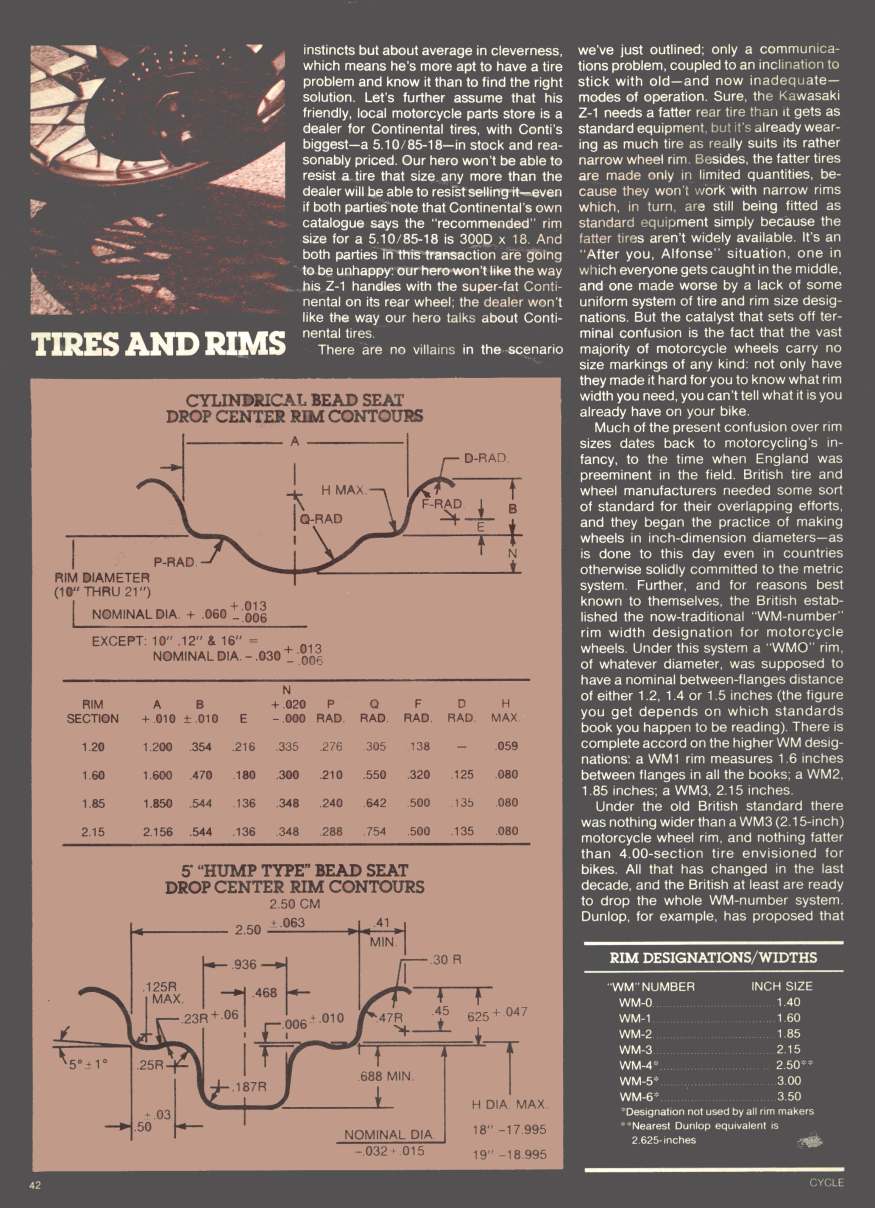 instincts but about average in cleverness,
which means he's more apt to have a tire
problem and know it than to find the right
solution. Let's further assume that his
friendly, local motorcycle parts store is a
dealer for Continental tires, with Conti's
biggest—a 5.10/85-18—in stock and rea-
sonably priced. Our hero won't be able to
resist a tire that size any more than the
dealer will be able to resist selling it—even
if both parties note that Continental's own
catalogue says the "recommended" rim
size for a 5.10/85-18 is 300D x 18. And
both parties in this transaction are going
to be unhappy: our hero won't like the way
his Z-1 handles with the super-fat Conti-
nental on its rear wheel; the dealer won't
like the way our hero talks about Conti-
nental tires.
There are no villains in the scenario
we've just outlined; only a communica-
tions problem, coupled to an inclination to
stick with old—and now inadequate—
modes of operation. Sure, the Kawasaki
Z-1 needs a fatter rear tire than it gets as
standard equipment, but it's already wear-
ing as much tire as really suits its rather
narrow wheel rim. Besides, the fatter tires
are made only in limited quantities, be-
cause they won't work with narrow rims
which, in turn, are still being fitted as
standard equipment simply because the
fatter tires aren't widely available. It's an
"After you, Alfonse" situation, one in
which everyone gets caught in the middle,
and one made worse by a lack of some
uniform system of tire and rim size desig-
nations. But the catalyst that sets off ter-
minal confusion is the fact that the vast
majority of motorcycle wheels carry no
size markings of any kind: not only have
they made it hard for you to know what rim
width you need, you can't tell what it is you
already have on your bike.
Much of the present confusion over rim
sizes dates back to motorcycling's in-
fancy, to the time when England was
preeminent in the field. British tire and
wheel manufacturers needed some sort
of standard for their overlapping efforts,
and they began the practice of making
wheels in inch-dimension diameters—as
is done to this day even in countries
otherwise solidly committed to the metric
system. Further, and for reasons best
known to themselves, the British estab-
lished the now-traditional "WM-number"
rim width designation for motorcycle
wheels. Under this system a "WMO" rim,
of whatever diameter, was supposed to
have a nominal between-flanges distance
of either 1.2, 1.4 or 1.5 inches (the figure
you get depends on which standards
book you happen to be reading). There is
complete accord on the higher WM desig-
nations: a WM1 rim measures 1.6 inches
between flanges in all the books; a WM2,
1.85 inches; a WM3, 2.15 inches.
Under the old British standard there
was nothing wider than a WM3 (2.15-inch)
motorcycle wheel rim, and nothing fatter
than 4.00-section tire envisioned for
bikes. All that has changed in the last
decade, and the British at least are ready
to drop the whole WM-number system.
Dunlop, for example, has proposed that
TIRES AND RIMS
CYLINDRICAL BEAD SEAT
DROP CENTER RIM CONTOURS
A
D-RAD.
H MAX.
F-RAD.
B
Q-RAD
E
N
P-RAD.
RIM DIAMETER
(10" THRU 21")
NOMINAL DIA. + .060 +.013 -.006
EXCEPT: 10" .12" & 16" =
NOMINAL DIA. - .030 +.013 -.006
RIM SECTION A +.010 B ±.010 E N +.020 -.000 P RAD. Q RAD. F RAD. D RAD. H MAX.
1.20 1.200 .354 .216 .335 .276 .305 .138 — .059
1.60 1.600 .470 .180 .300 .210 .550 .320 .125 .080
1.85 1.850 .544 .136 .348 .240 .642 .500 .135 .080
2.15 2.156 .544 .136 .348 .288 .754 .500 .135 .080
5° "HUMP TYPE" BEAD SEAT
DROP CENTER RIM CONTOURS
2.50 CM
2.50 ±.063
.41 MIN.
.936
.30 R
.125R MAX.
.468
.23R +.06
.006 ±.010
.47R
.45
.625 + .047
5° ± 1°
.25R
.187R
.688 MIN.
±.03
.50
NOMINAL DIA.
-.032 + .015
H DIA. MAX.
18" -17.995
19" -18.995
RIM DESIGNATIONS/WIDTHS
"WM" NUMBER INCH SIZE
WM-0 1.40
WM-1 1.60
WM-2 1.85
WM-3 2.15
WM-4* 2.50**
WM-5* 3.00
WM-6* 3.50
*Designation not used by all rim makers
**Nearest Dunlop equivalent is
2.625-inches
42
CYCLE